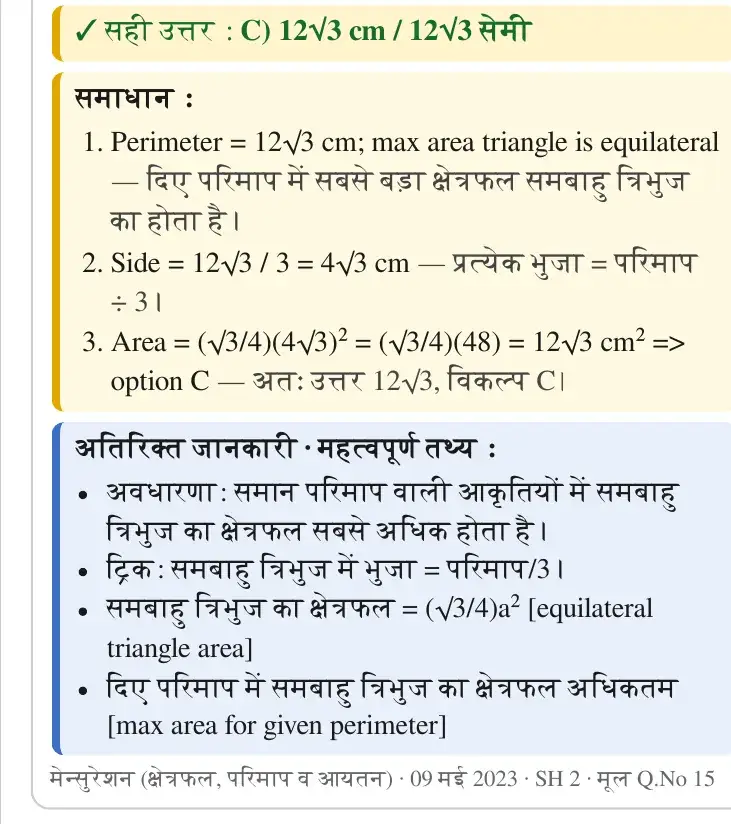 ✓ सही उत्तर : C) 12√3 cm / 12√3 सेमी
समाधान :
1. Perimeter = 12√3 cm; max area triangle is equilateral
— दिए परिमाप में सबसे बड़ा क्षेत्रफल समबाहु त्रिभुज
का होता है।
2. Side = 12√3 / 3 = 4√3 cm — प्रत्येक भुजा = परिमाप
÷ 3।
3. Area = (√3/4)(4√3)² = (√3/4)(48) = 12√3 cm² =>
option C — अतः उत्तर 12√3, विकल्प C।
अतिरिक्त जानकारी · महत्वपूर्ण तथ्य :
• अवधारणा : समान परिमाप वाली आकृतियों में समबाहु
त्रिभुज का क्षेत्रफल सबसे अधिक होता है।
• ट्रिक : समबाहु त्रिभुज में भुजा = परिमाप/3।
• समबाहु त्रिभुज का क्षेत्रफल = (√3/4)a² [equilateral
triangle area]
• दिए परिमाप में समबाहु त्रिभुज का क्षेत्रफल अधिकतम
[max area for given perimeter]
मेन्सुरेशन (क्षेत्रफल, परिमाप व आयतन) · 09 मई 2023 · SH 2 · मूल Q.No 15